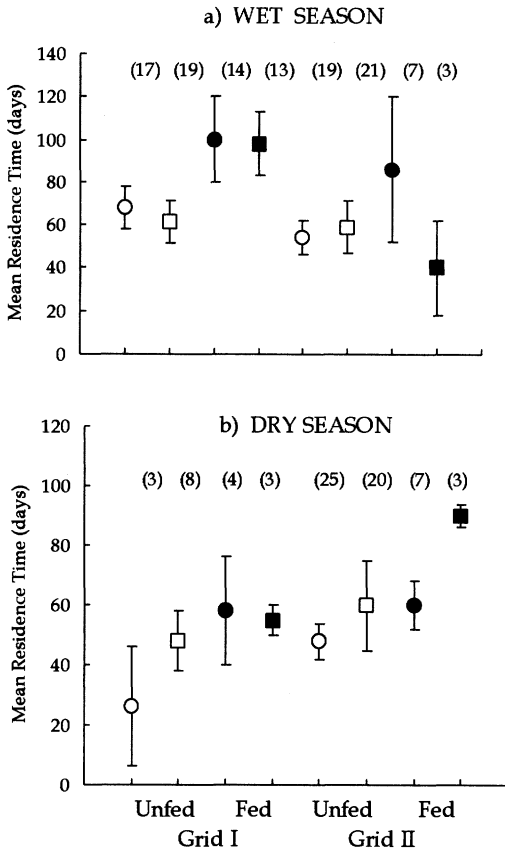 a) WET SEASON
Mean Residence Time (days)
140
120
100
80
60
40
20
0
(17) (19) (14) (13) (19) (21) (7) (3)
b) DRY SEASON
Mean Residence Time (days)
120
100
80
60
40
20
0
(3) (8) (4) (3) (25) (20) (7) (3)
Unfed Fed Unfed Fed
Grid I Grid II